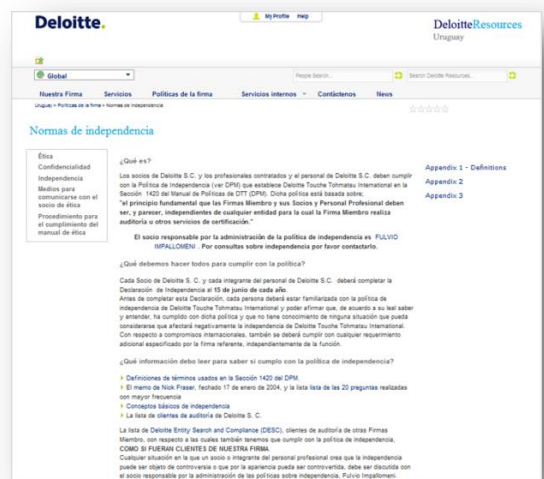 Deloitte.
My Profile Help
DeloitteResources
Uruguay
Global
People Search...
Search Deloitte Resources...
Nuestra Firma Servicios Políticas de la firma Servicios internos Contáctenos News
Uruguay > Políticas de la firma > Normas de independencia
Normas de independencia
Ética
Confidencialidad
Independencia
Medios para
comunicarse con el
socio de ética
Procedimiento para
el cumplimiento del
manual de ética
¿Qué es?
Los socios de Deloitte S.C. y los profesionales contratados y el personal de Deloitte S.C. deben cumplir
con la Política de Independencia (ver DPM) que establece Deloitte Touche Tohmatsu International en la
Sección 1420 del Manual de Políticas de DTT (DPM). Dicha política está basada sobre;
"el principio fundamental que las Firmas Miembro y sus Socios y Personal Profesional deben
ser, y parecer, independientes de cualquier entidad para la cual la Firma Miembro realiza
auditoría u otros servicios de certificación."
El socio responsable por la administración de la política de independencia es FULVIO
IMPALLOMENI . Por consultas sobre independencia por favor contactarlo.
¿Qué debemos hacer todos para cumplir con la política?
Cada Socio de Deloitte S. C. y cada integrante del personal de Deloitte S.C. deberá completar la
Declaración de Independencia al 15 de junio de cada año.
Antes de completar esta Declaración, cada persona deberá estar familiarizada con la política de
independencia de Deloitte Touche Tohmatsu International y poder afirmar que, de acuerdo a su leal saber
y entender, ha cumplido con dicha política y que no tiene conocimiento de ninguna situación que pueda
considerarse que afectará negativamente la independencia de Deloitte Touche Tohmatsu International.
Con respecto a compromisos internacionales, también se deberá cumplir con cualquier requerimiento
adicional especificado por la firma referente, independientemente de la función.
¿Qué información debo leer para saber si cumplo con la política de independencia?
Definiciones de términos usados en la Sección 1420 del DPM.
El memo de Nick Fraser, fechado 17 de enero de 2004, y la lista lista de las 20 preguntas realizadas
con mayor frecuencia
Conceptos básicos de independencia
La lista de clientes de auditoría de Deloitte S. C.
La lista de Deloitte Entity Search and Compliance (DESC), clientes de auditoría de otras Firmas
Miembro, con respecto a las cuales también tenemos que cumplir con la política de independencia,
COMO SI FUERAN CLIENTES DE NUESTRA FIRMA.
Cualquier situación en la que un socio o integrante del personal profesional crea que la independencia
puede ser objeto de controversia o que por la apariencia pueda ser controvertida, debe ser discutida con
el socio responsable por la administración de las políticas sobre independencia, Fulvio Impallomeni.
Appendix 1 - Definitions
Appendix 2
Appendix 3